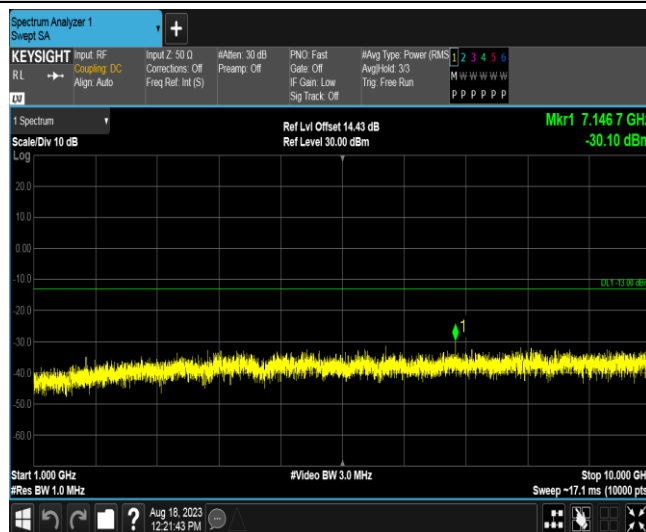 Spectrum Analyzer 1
Swept SA
+
KEYSIGHT Input: RF Input Z: 50 Ω #Atten: 30 dB PNO: Fast #Avg Type: Power (RMS 1 2 3 4 5 6
RL Coupling: DC Corrections: Off Preamp: Off Gate: Off Avg|Hold: 3/3 M W W W W W
Align: Auto Freq Ref: Int (S) IF Gain: Low Trig: Free Run
Sig Track: Off P P P P P P
LXI
1 Spectrum Ref Lvl Offset 14.43 dB Mkr1 7.146 7 GHz
Scale/Div 10 dB Ref Level 30.00 dBm -30.10 dBm
Log
20.0
10.0
0.00
-10.0 DL1 -13.00 dBm
-20.0
1
-30.0
-40.0
-50.0
-60.0
Start 1.000 GHz #Video BW 3.0 MHz Stop 10.000 GHz
#Res BW 1.0 MHz Sweep ~17.1 ms (10000 pts
? Aug 18, 2023
12:21:43 PM